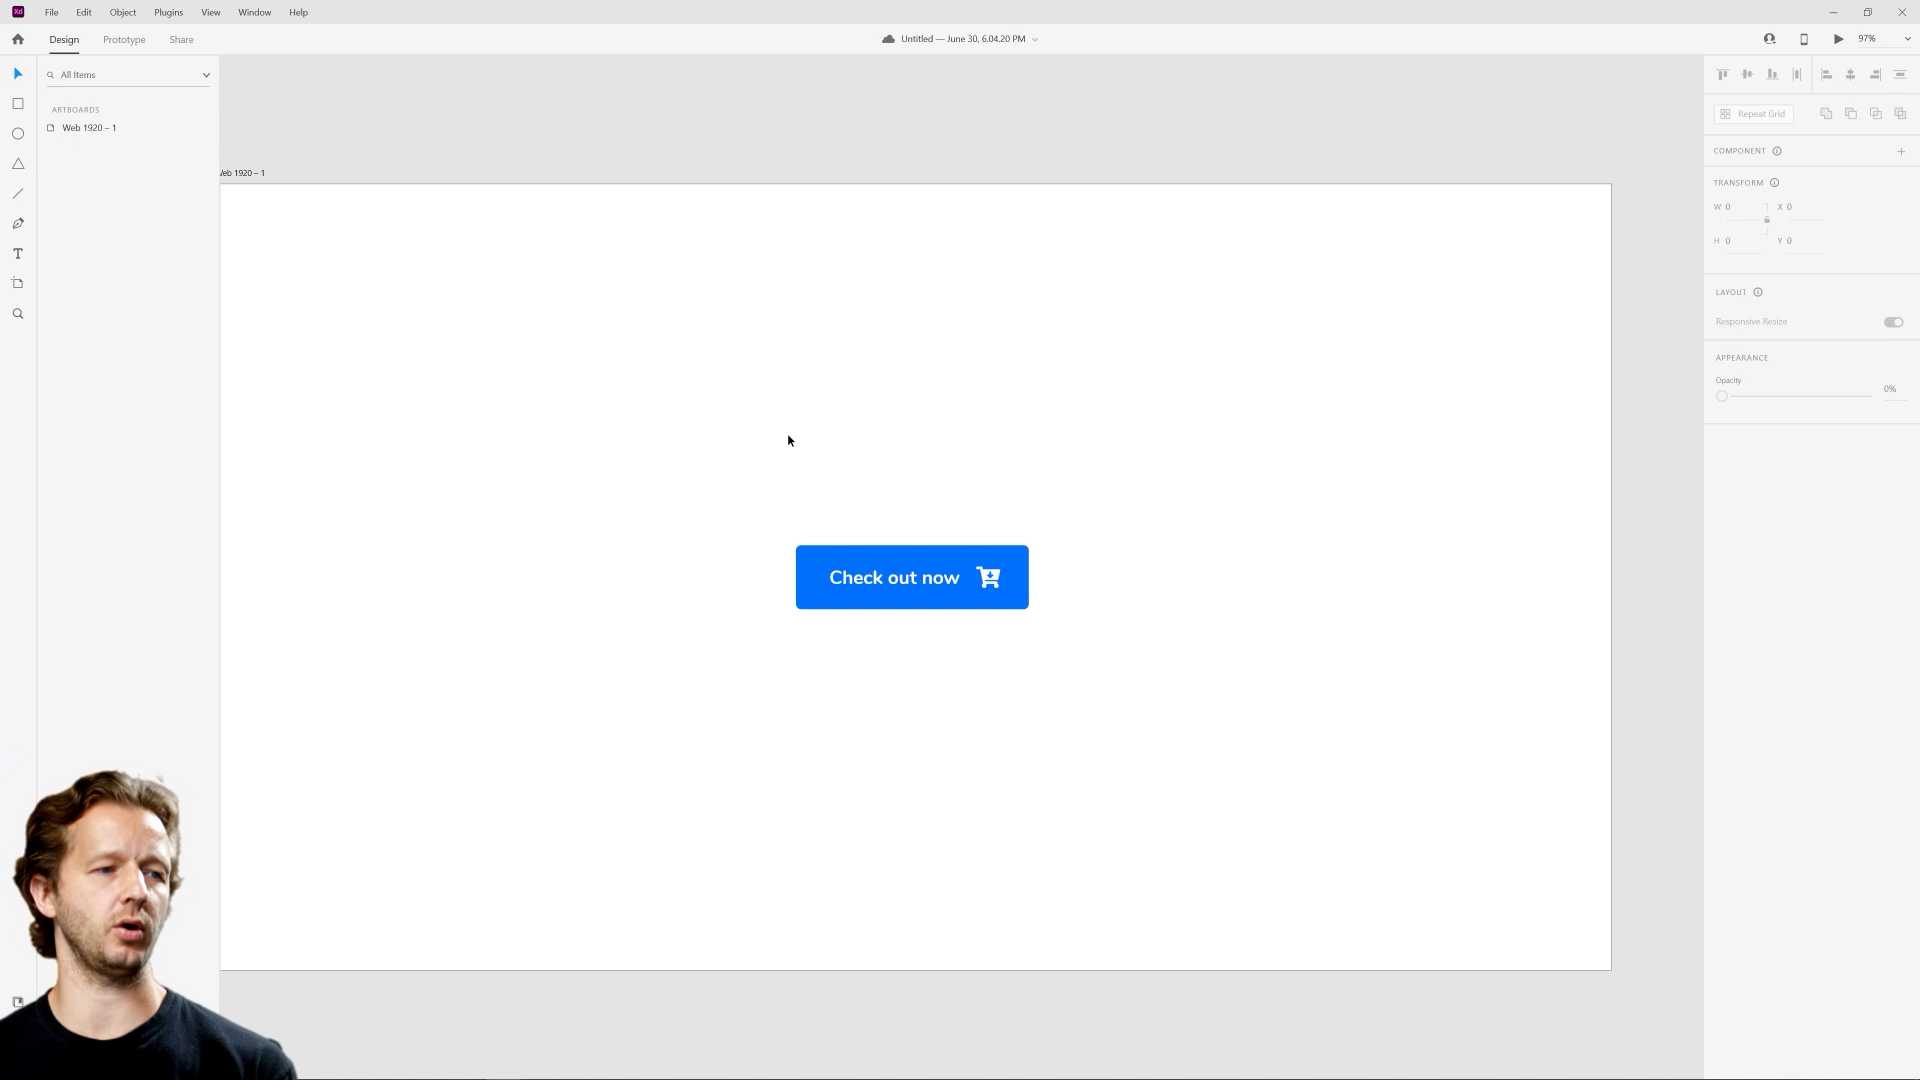 Xd File Edit Object Plugins View Window Help
Design Prototype Share Untitled — June 30, 6.04.20 PM 97%
All Items
ARTBOARDS
Web 1920 – 1
Web 1920 – 1
Check out now
Repeat Grid
COMPONENT
TRANSFORM
W 0 X 0
H 0 Y 0
LAYOUT
Responsive Resize
APPEARANCE
Opacity
0%